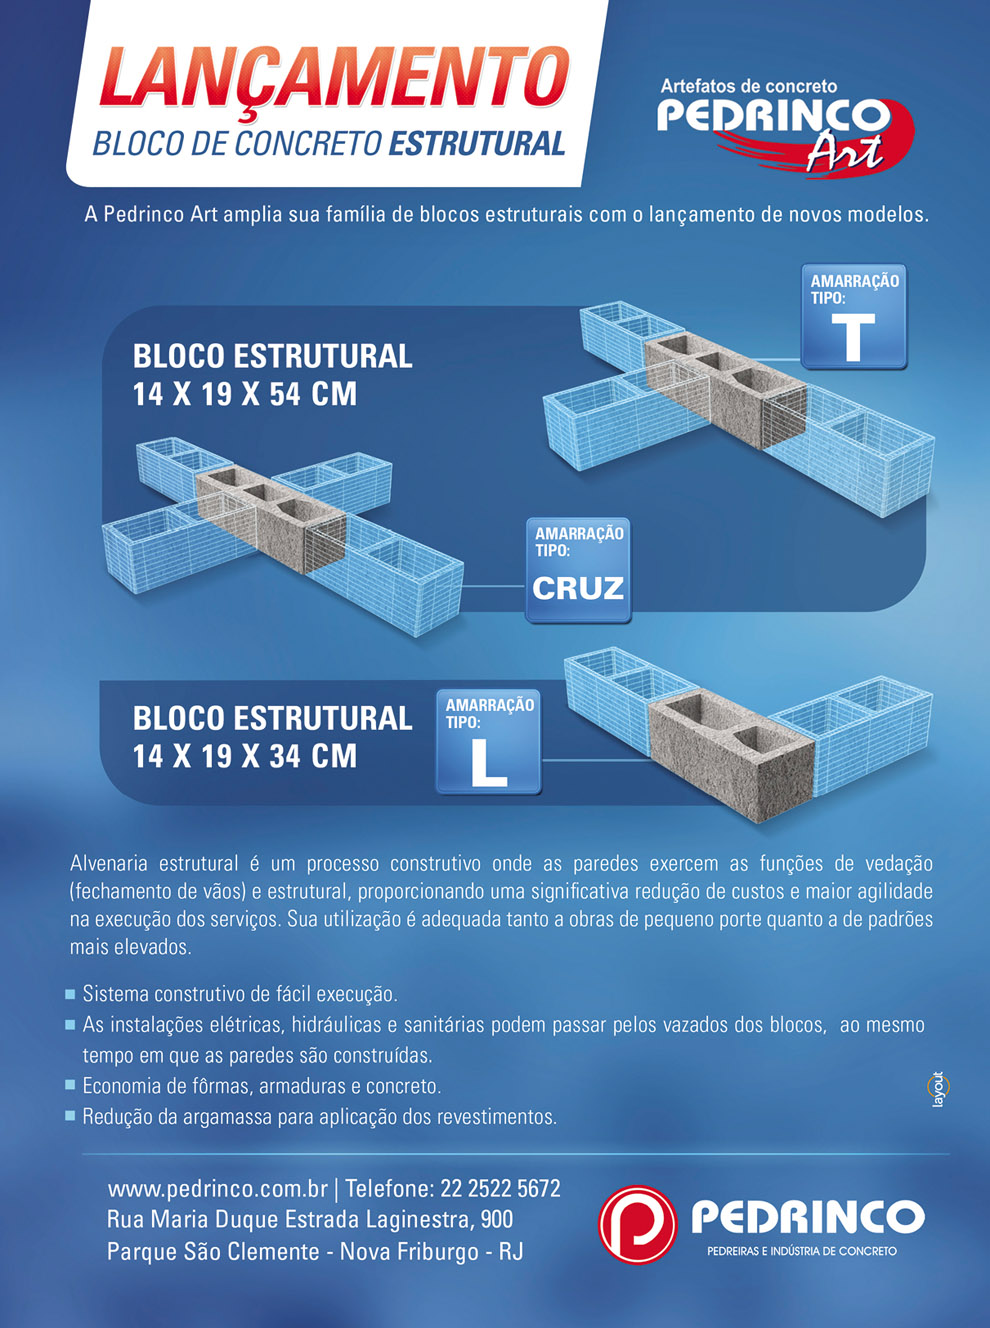 LANÇAMENTO
BLOCO DE CONCRETO ESTRUTURAL
Artefatos de concreto
PEDRINCO
Art
A Pedrinco Art amplia sua família de blocos estruturais com o lançamento de novos modelos.
AMARRAÇÃO
TIPO:
T
BLOCO ESTRUTURAL
14 X 19 X 54 CM
AMARRAÇÃO
TIPO:
CRUZ
BLOCO ESTRUTURAL
14 X 19 X 34 CM
AMARRAÇÃO
TIPO:
L
Alvenaria estrutural é um processo construtivo onde as paredes exercem as funções de vedação
(fechamento de vãos) e estrutural, proporcionando uma significativa redução de custos e maior agilidade
na execução dos serviços. Sua utilização é adequada tanto a obras de pequeno porte quanto a de padrões
mais elevados.
Sistema construtivo de fácil execução.
As instalações elétricas, hidráulicas e sanitárias podem passar pelos vazados dos blocos, ao mesmo
tempo em que as paredes são construídas.
Economia de fôrmas, armaduras e concreto.
Redução da argamassa para aplicação dos revestimentos.
layout
www.pedrinco.com.br | Telefone: 22 2522 5672
Rua Maria Duque Estrada Laginestra, 900
Parque São Clemente - Nova Friburgo - RJ
PEDRINCO
PEDREIRAS E INDÚSTRIA DE CONCRETO